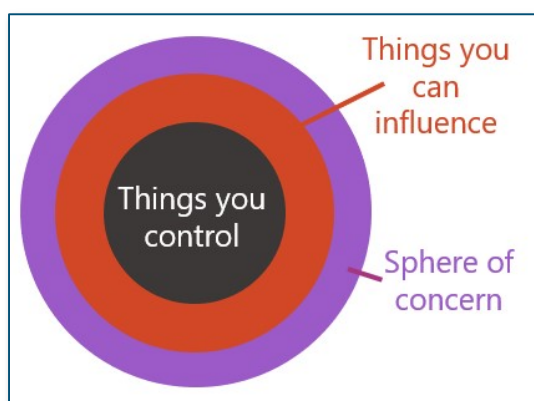 Things you
can
influence
Things you
control
Sphere of
concern